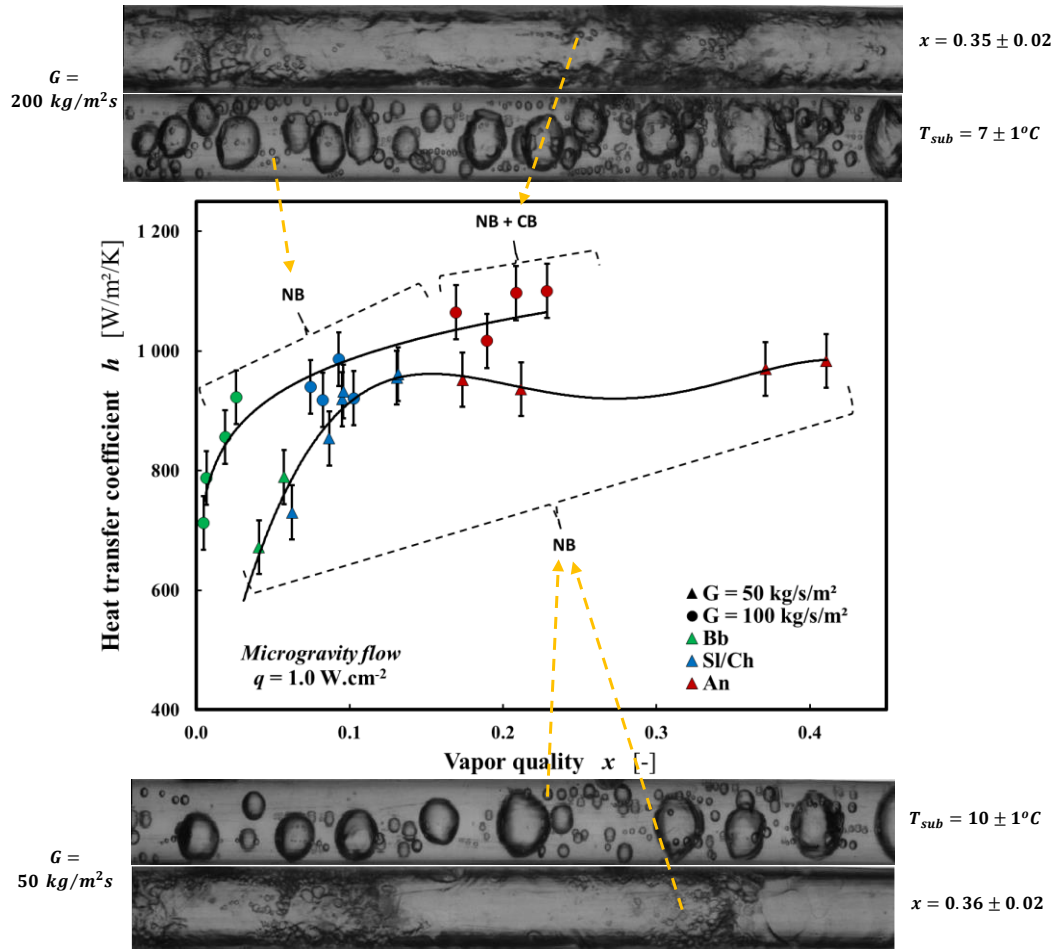 x = 0.35 ± 0.02
G =
200 kg/m²s
T_sub = 7 ± 1°C
Heat transfer coefficient h [W/m²/K]
1 200
1 000
800
600
400
NB + CB
NB
NB
G = 50 kg/s/m²
G = 100 kg/s/m²
Bb
Sl/Ch
An
Microgravity flow
q = 1.0 W.cm⁻²
0.0 0.1 0.2 0.3 0.4
Vapor quality x [-]
T_sub = 10 ± 1°C
G =
50 kg/m²s
x = 0.36 ± 0.02